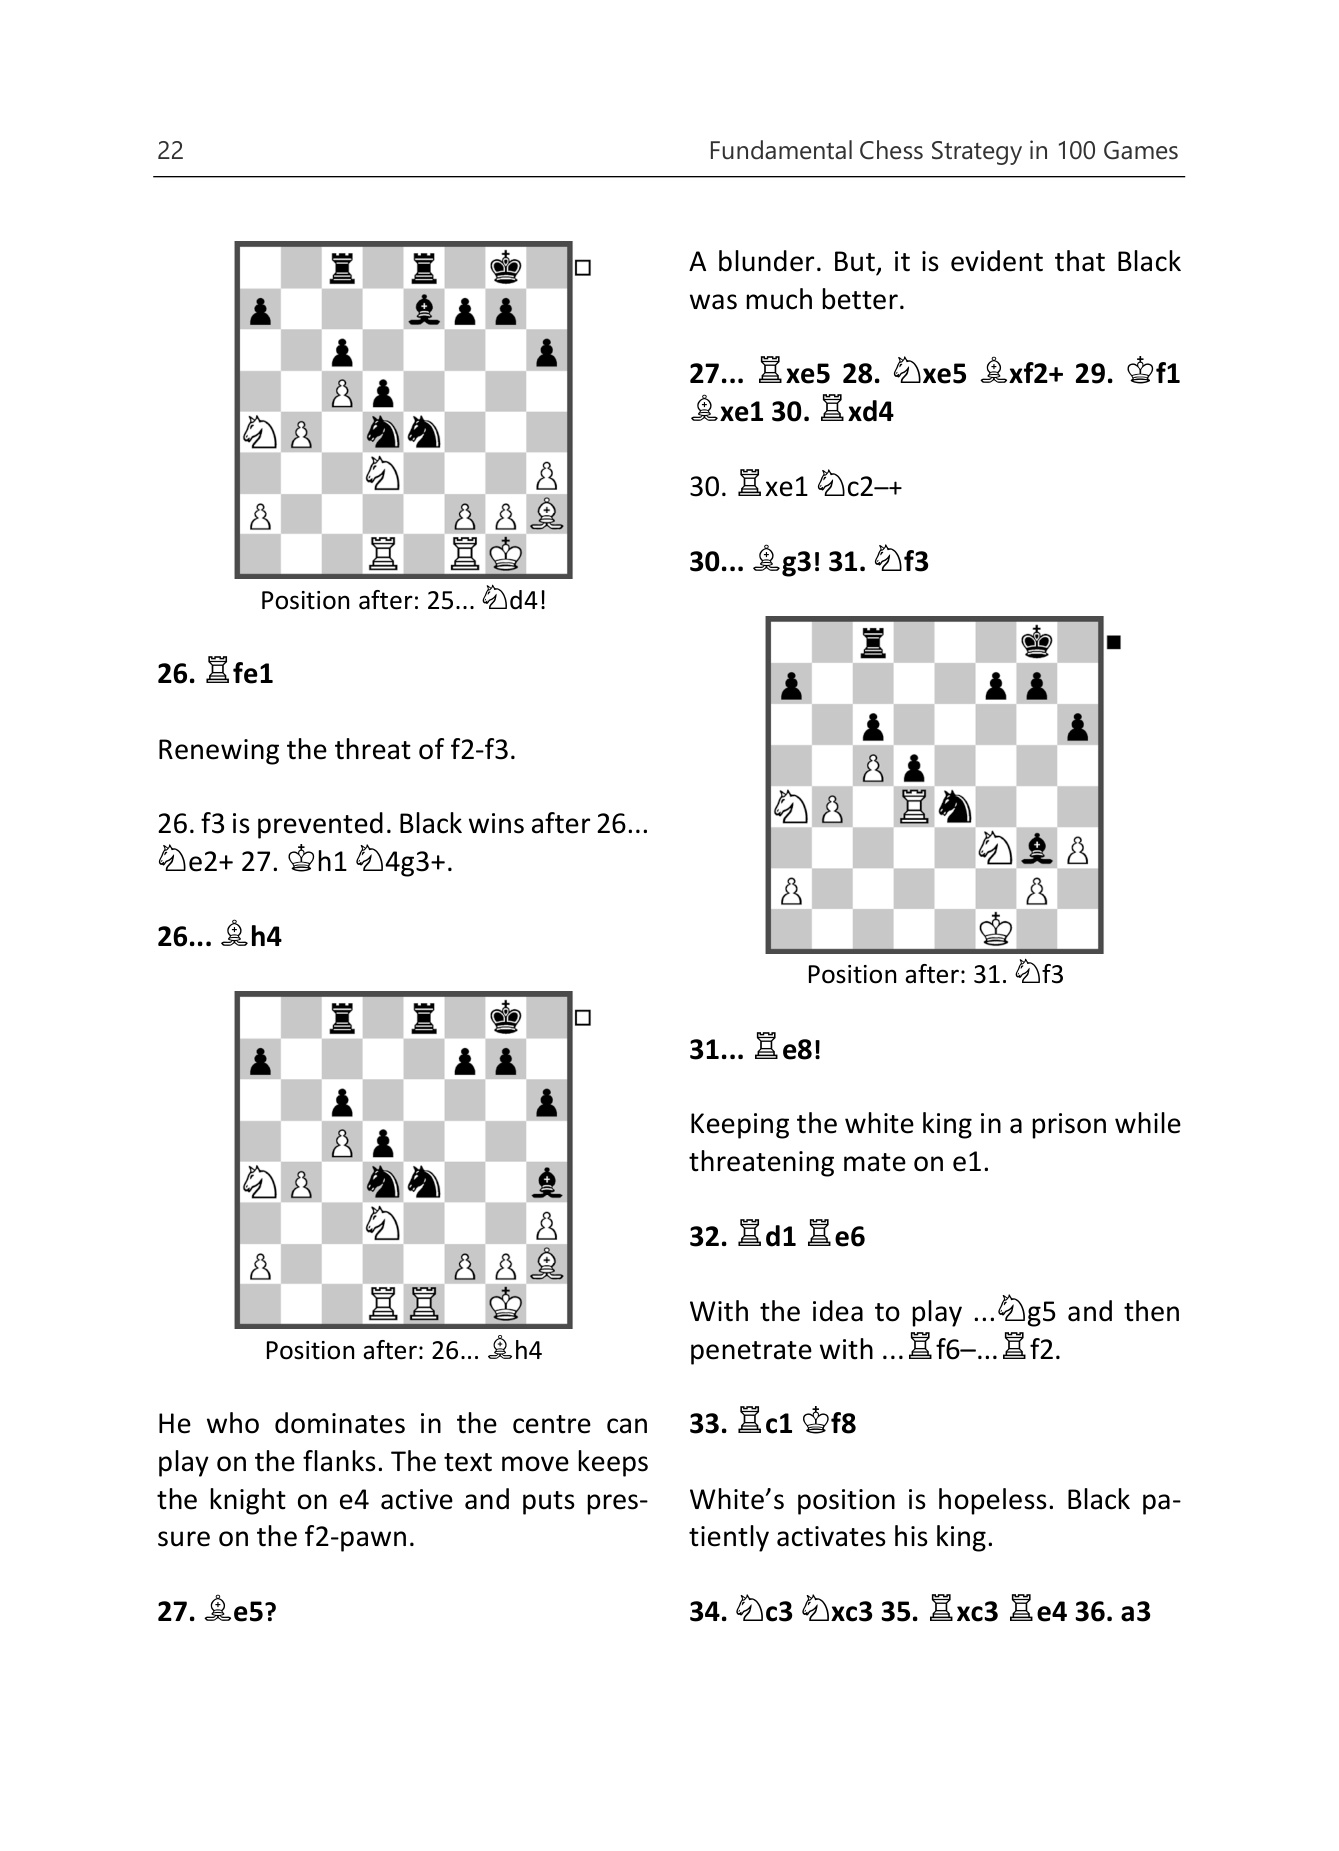 22
Fundamental Chess Strategy in 100 Games
Position after: 25... ♘d4!
26. ♖fe1
Renewing the threat of f2-f3.
26. f3 is prevented. Black wins after 26...
♘e2+ 27. ♔h1 ♘4g3+.
26... ♗h4
Position after: 26... ♗h4
He who dominates in the centre can
play on the flanks. The text move keeps
the knight on e4 active and puts pres-
sure on the f2-pawn.
27. ♗e5?
A blunder. But, it is evident that Black
was much better.
27... ♖xe5 28. ♘xe5 ♗xf2+ 29. ♔f1
♗xe1 30. ♖xd4
30. ♖xe1 ♘c2–+
30... ♗g3! 31. ♘f3
Position after: 31. ♘f3
31... ♖e8!
Keeping the white king in a prison while
threatening mate on e1.
32. ♖d1 ♖e6
With the idea to play ...♘g5 and then
penetrate with ...♖f6–...♖f2.
33. ♖c1 ♔f8
White’s position is hopeless. Black pa-
tiently activates his king.
34. ♘c3 ♘xc3 35. ♖xc3 ♖e4 36. a3